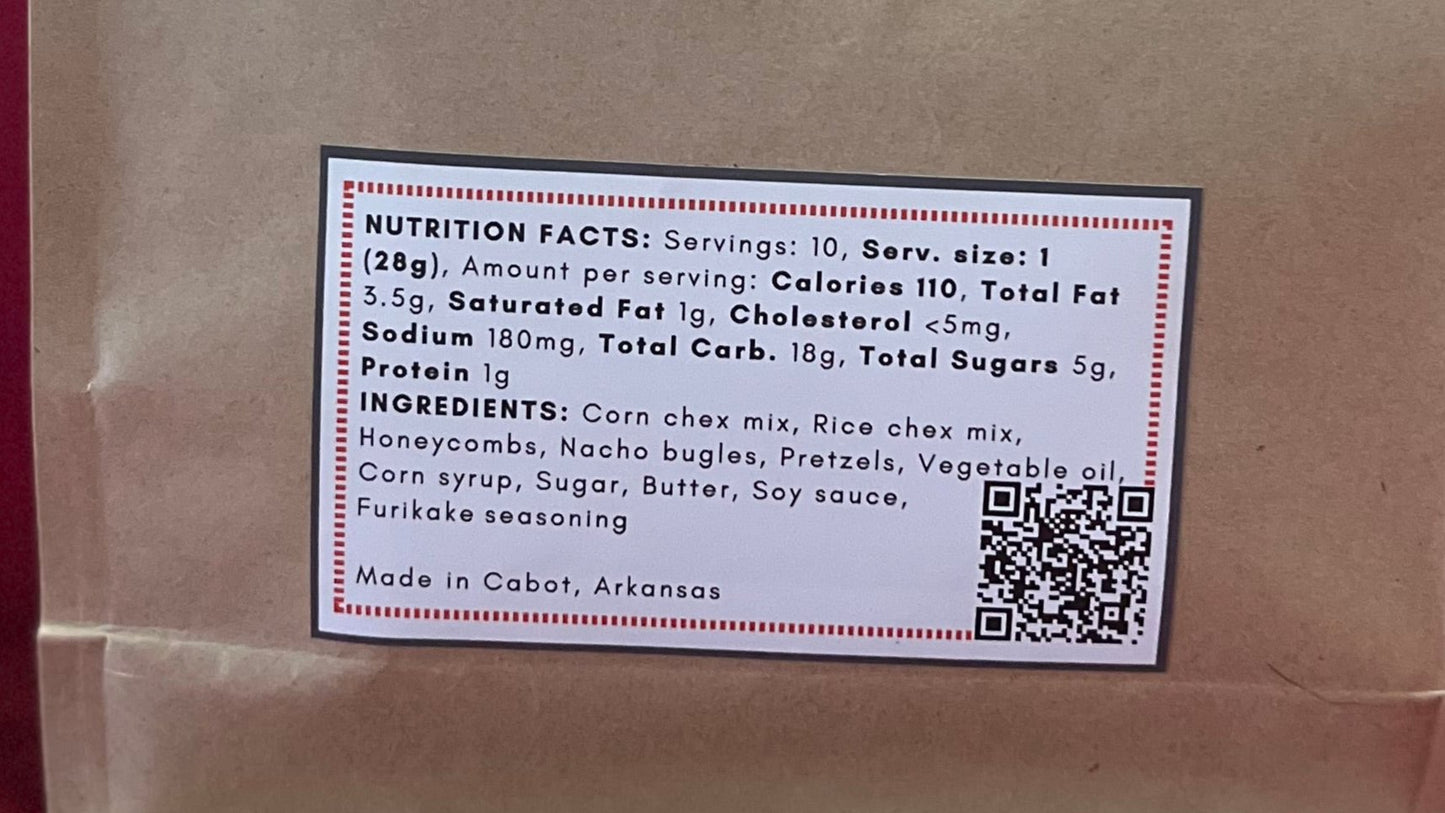 NUTRITION FACTS: Servings: 10, Serv. size: 1
(28g), Amount per serving: Calories 110, Total Fat
3.5g, Saturated Fat 1g, Cholesterol <5mg,
Sodium 180mg, Total Carb. 18g, Total Sugars 5g,
Protein 1g
INGREDIENTS: Corn chex mix, Rice chex mix,
Honeycombs, Nacho bugles, Pretzels, Vegetable oil,
Corn syrup, Sugar, Butter, Soy sauce,
Furikake seasoning
Made in Cabot, Arkansas